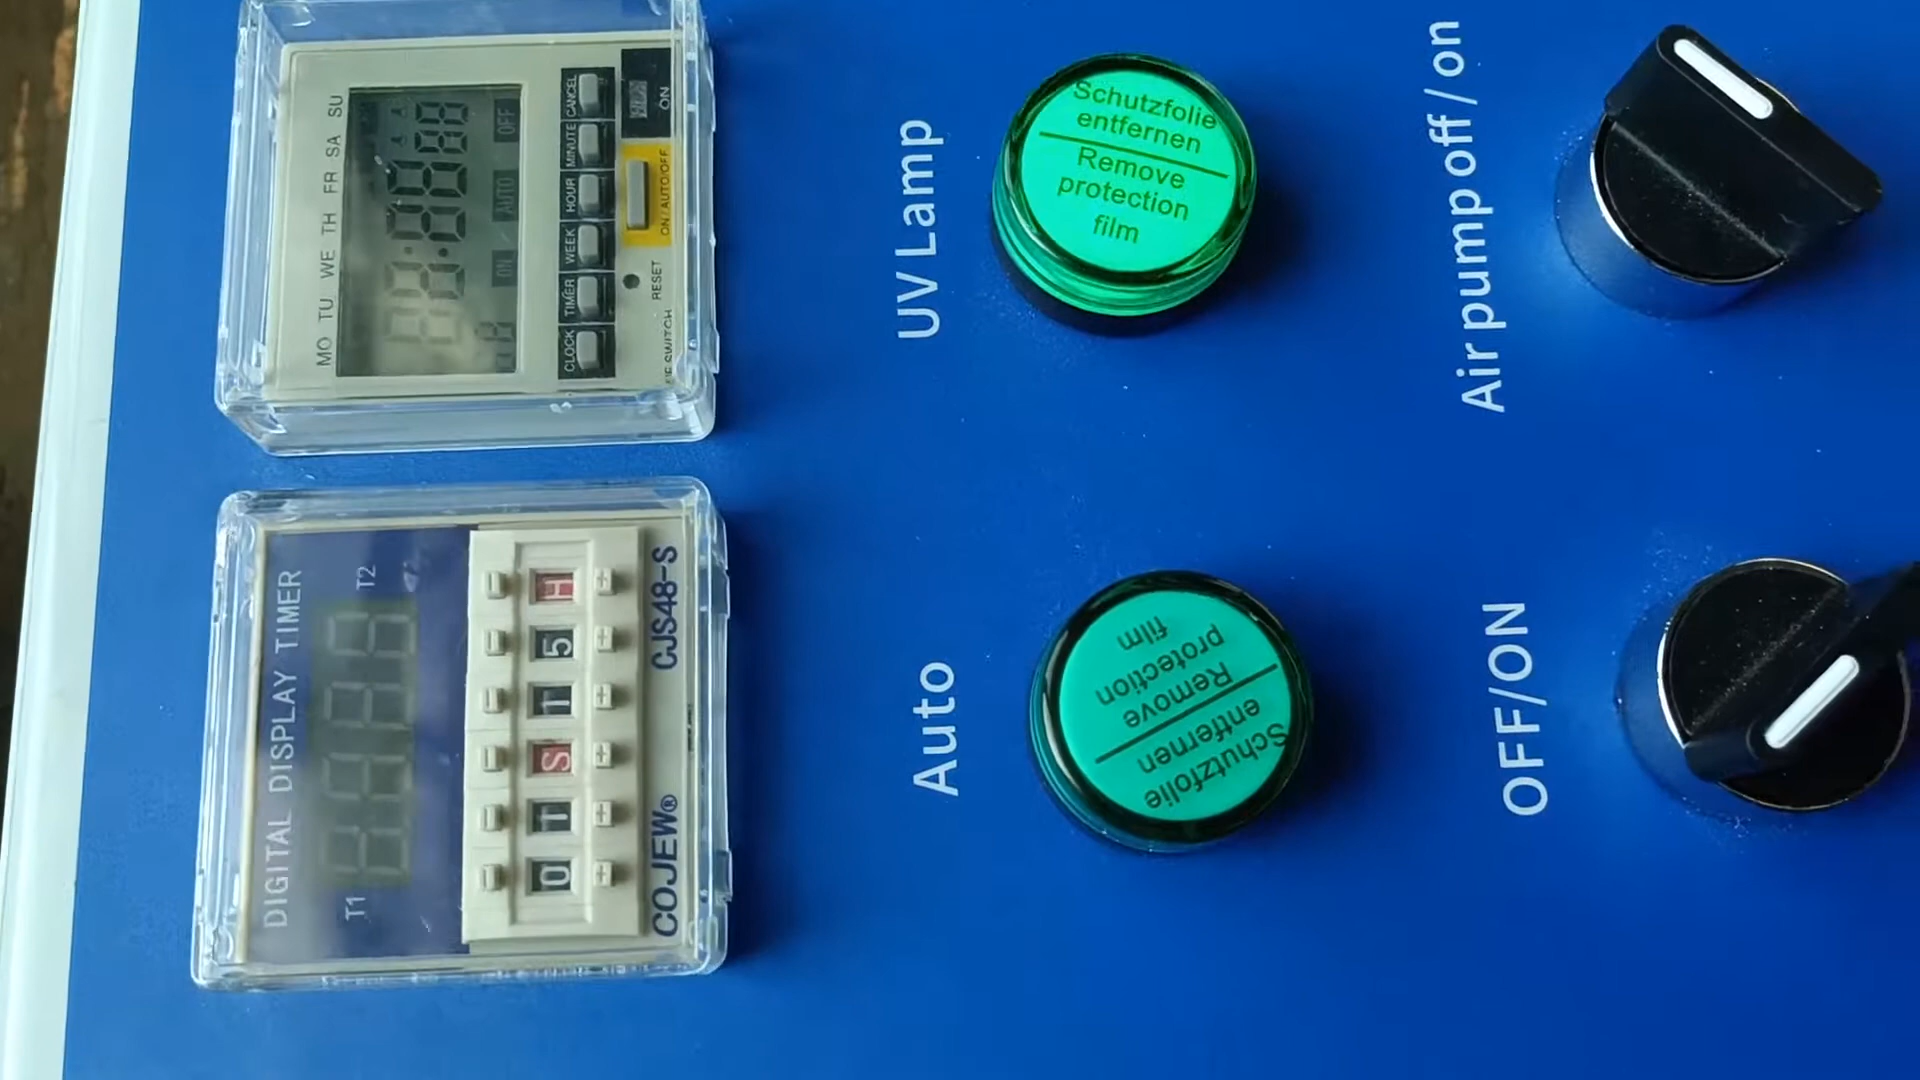 MO TU WE TH FR SA SU
ON AUTO OFF
CLOCK TIMER WEEK HOUR MINUTE CANCEL
RESET
ON/AUTO/OFF
ON
SWITCH
UV Lamp
Schutzfolie
entfernen
Remove
protection
film
Air pump off / on
DIGITAL DISPLAY TIMER
T1 T2
0 1 S 1 5 H
COJEW® CJS48-S
Auto
Schutzfolie
entfernen
Remove
protection
film
OFF/ON